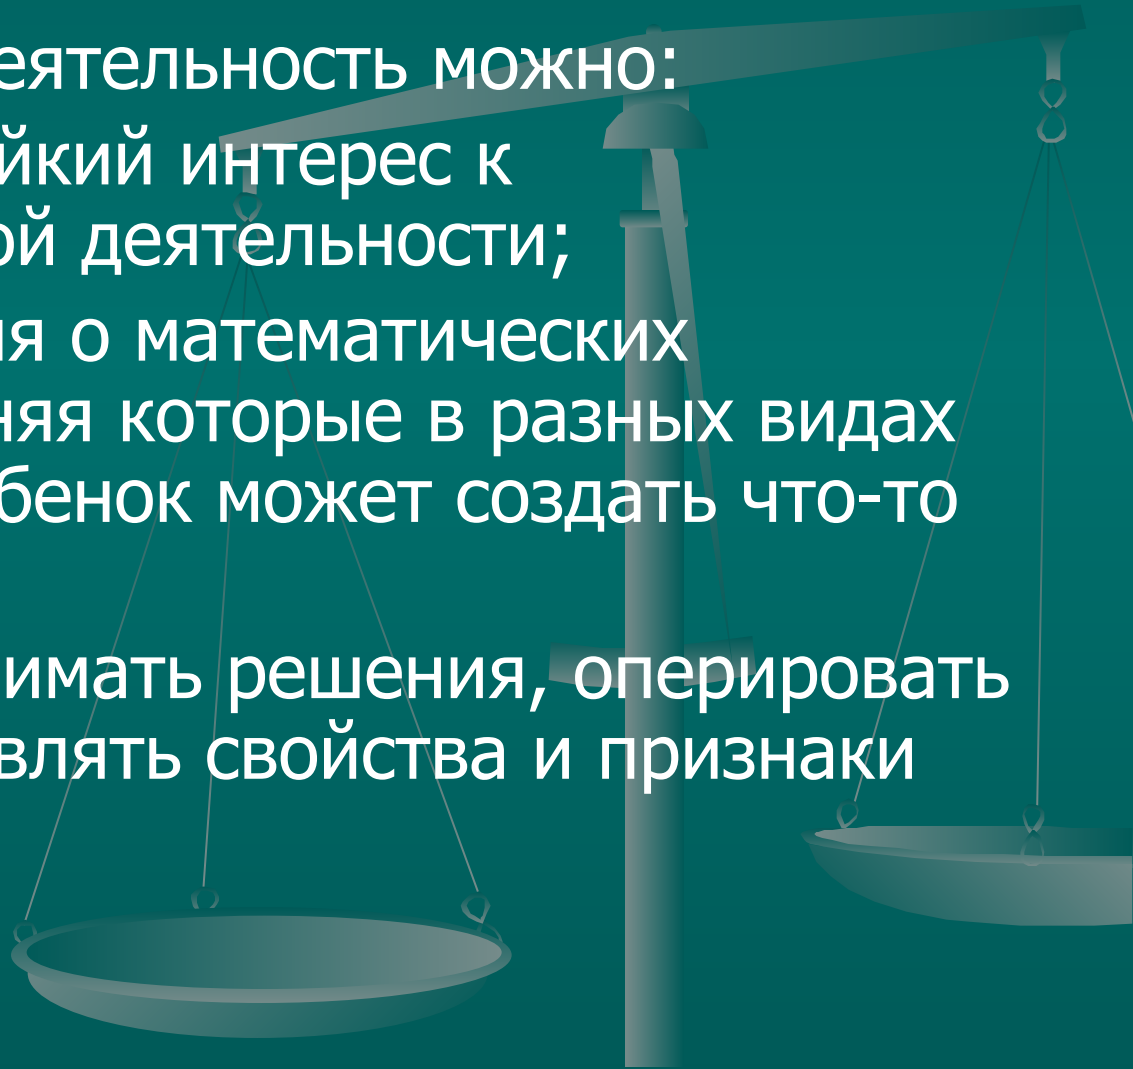 еятельность можно:
йкий интерес к
ой деятельности;
ия о математических
няя которые в разных видах
бенок может создать что-то
имать решения, оперировать
влять свойства и признаки